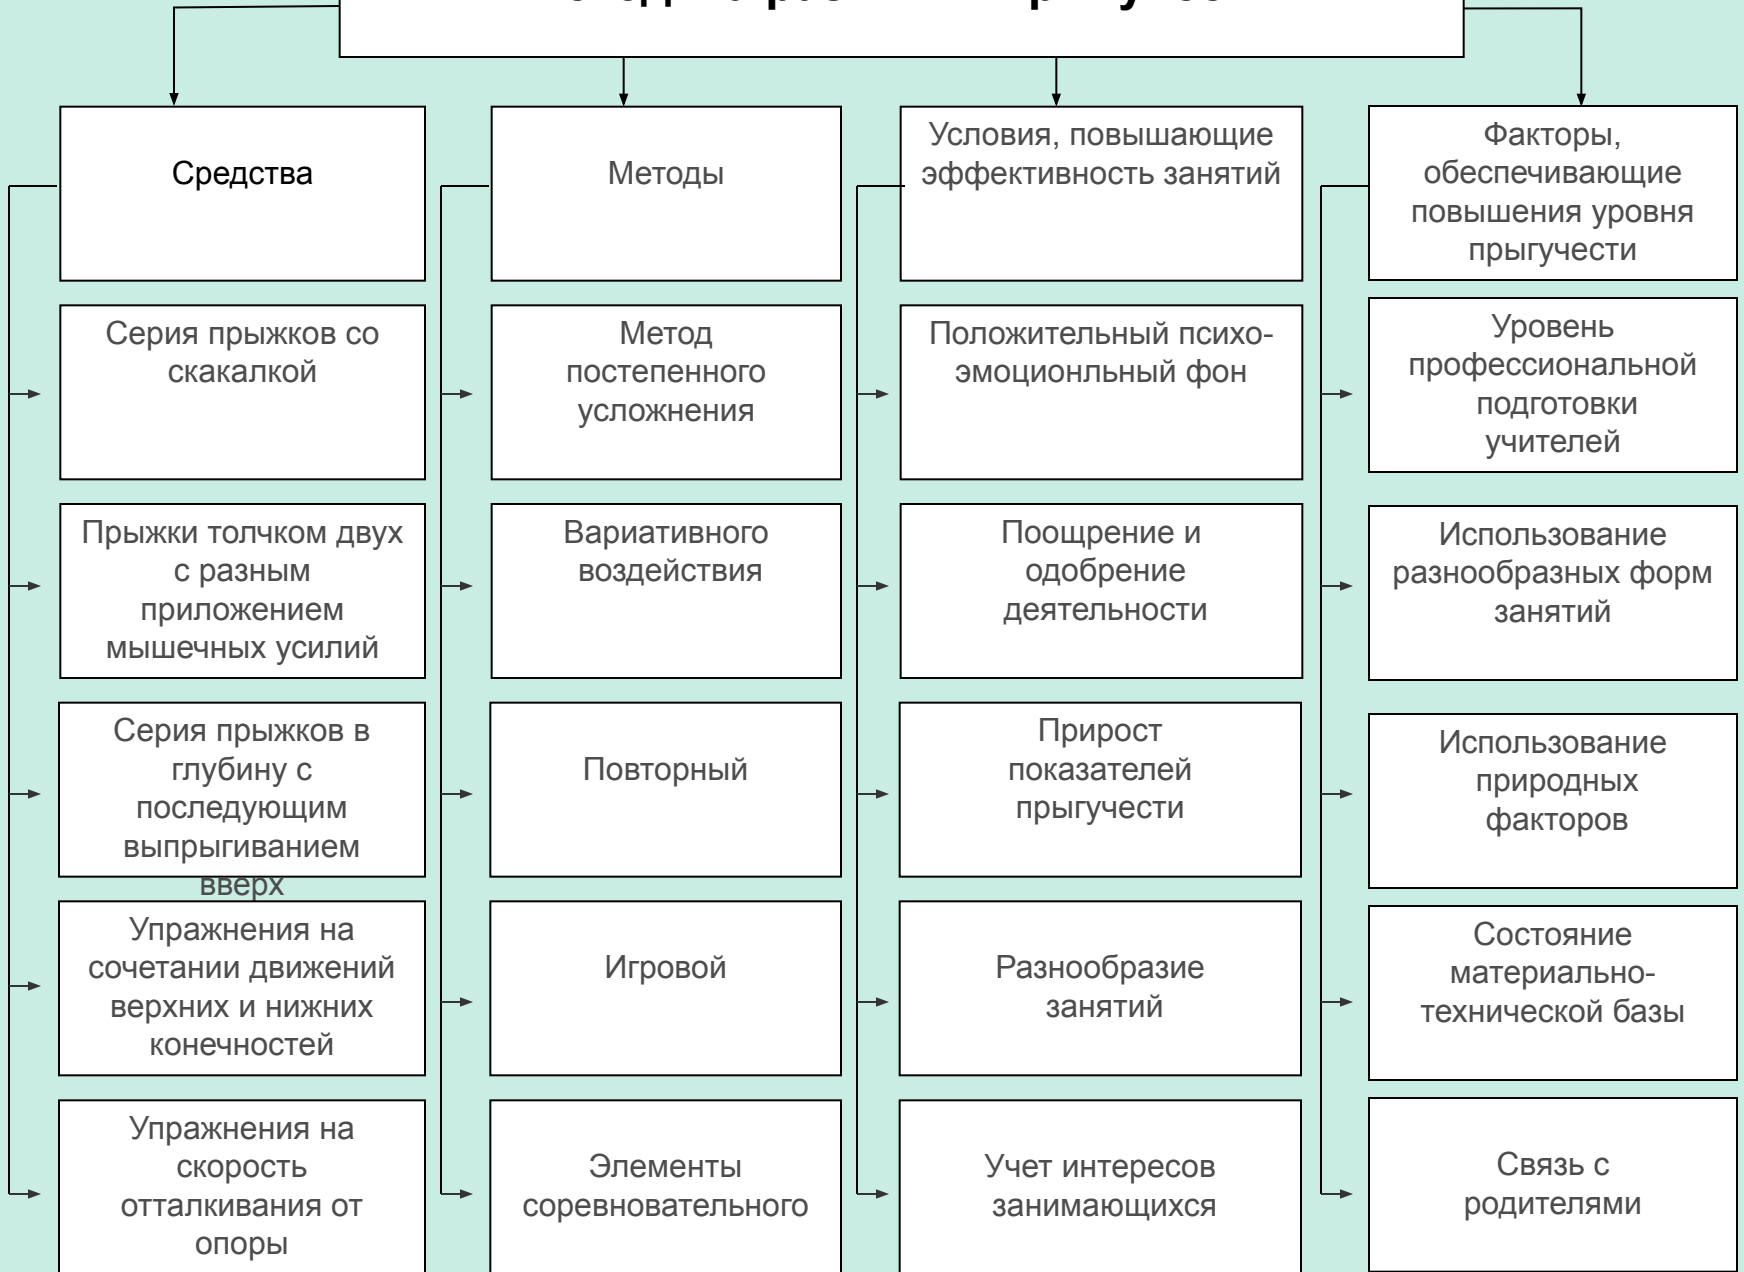 Средства
Серия прыжков со
скакалкой
Прыжки толчком двух
с разным
приложением
мышечных усилий
Серия прыжков в
глубину с
последующим
выпрыгиванием
вверх
Упражнения на
сочетании движений
верхних и нижних
конечностей
Упражнения на
скорость
отталкивания от
опоры
Методы
Метод
постепенного
усложнения
Вариативного
воздействия
Повторный
Игровой
Элементы
соревновательного
Условия, повышающие
эффективность занятий
Положительный психо-
эмоционльный фон
Поощрение и
одобрение
деятельности
Прирост
показателей
прыгучести
Разнообразие
занятий
Учет интересов
занимающихся
Факторы,
обеспечивающие
повышения уровня
прыгучести
Уровень
профессиональной
подготовки
учителей
Использование
разнообразных форм
занятий
Использование
природных
факторов
Состояние
материально-
технической базы
Связь с
родителями